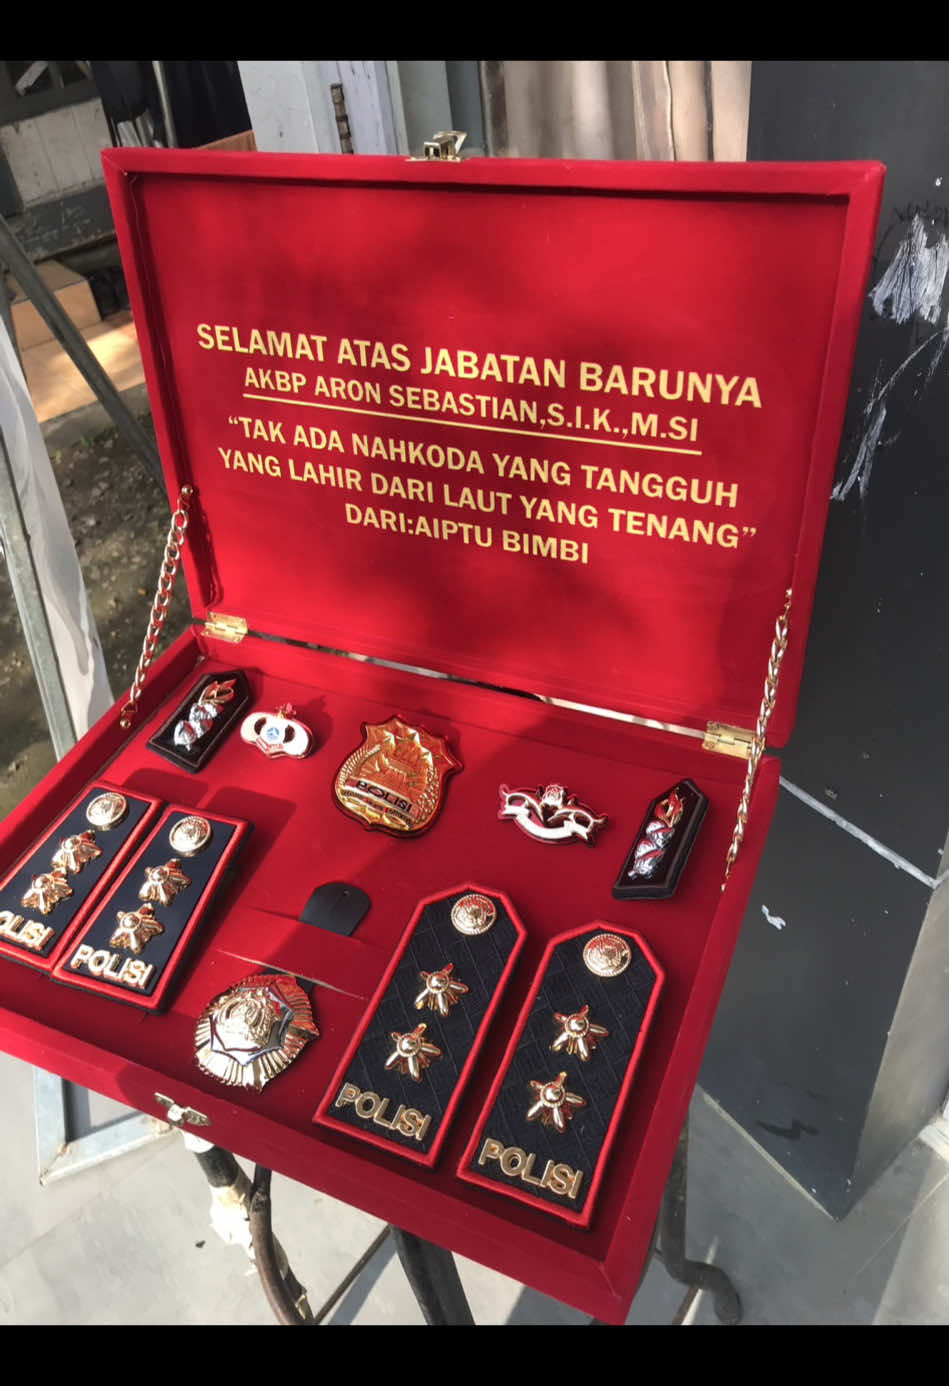 SELAMAT ATAS JABATAN BARUNYA
AKBP ARON SEBASTIAN,S.I.K.,M.SI
“TAK ADA NAHKODA YANG TANGGUH
YANG LAHIR DARI LAUT YANG TENANG”
DARI:AIPTU BIMBI
POLISI
OLISI
POLISI
POLISI
POLISI